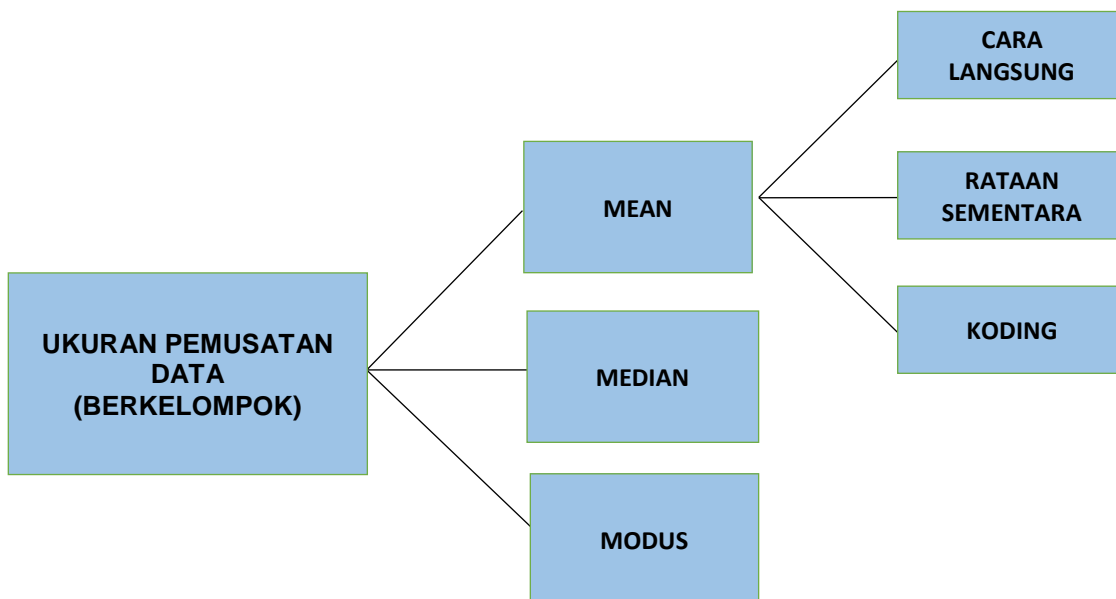 UKURAN PEMUSATAN
DATA
(BERKELOMPOK)
MEAN
MEDIAN
MODUS
CARA
LANGSUNG
RATAAN
SEMENTARA
KODING